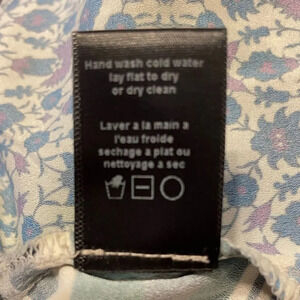 Hand wash cold water
lay flat to dry
or dry clean
Laver a la main a
l'eau froide
sechage a plat ou
nettoyage a sec